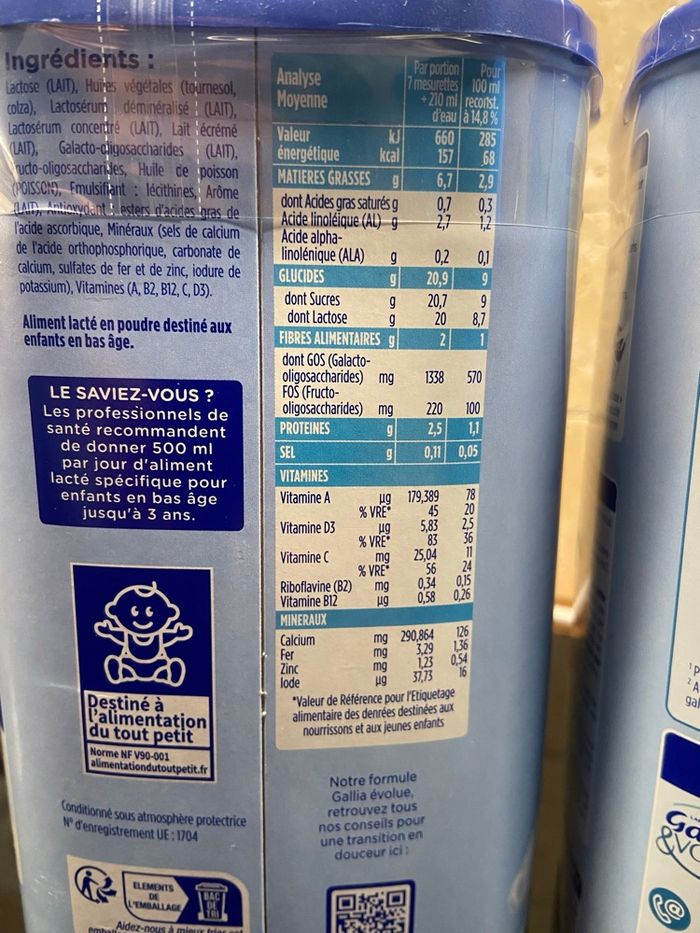 Ingrédients :
Lactose (LAIT), Huiles végétales (tournesol,
colza), Lactosérum déminéralisé (LAIT),
Lactosérum concentré (LAIT), Lait écrémé
(LAIT), Galacto-oligosaccharides (LAIT),
Fructo-oligosaccharides, Huile de poisson
(POISSON), Emulsifiant : lécithines, Arôme
(LAIT), Antioxydant : esters d'acides gras de
l'acide ascorbique, Minéraux (sels de calcium
de l'acide orthophosphorique, carbonate de
calcium, sulfates de fer et de zinc, iodure de
potassium), Vitamines (A, B2, B12, C, D3).
Aliment lacté en poudre destiné aux
enfants en bas âge.
LE SAVIEZ-VOUS ?
Les professionnels de
santé recommandent
de donner 500 ml
par jour d'aliment
lacté spécifique pour
enfants en bas âge
jusqu'à 3 ans.
Destiné à
l'alimentation
du tout petit
Norme NF V90-001
alimentationdutoutpetit.fr
Conditionné sous atmosphère protectrice
N° d'enregistrement UE : 1704
ELEMENTS
DE
L'EMBALLAGE
BAC
DE
TRI
Aidez-nous à mieux trier
Analyse
Moyenne
Par portion
7 mesurettes
+ 210 ml
d'eau
Pour
100 ml
reconst.
à 14,8 %
Valeur kJ 660 285
énergétique kcal 157 68
MATIERES GRASSES g 6,7 2,9
dont Acides gras saturés g 0,7 0,3
Acide linoléique (AL) g 2,7 1,2
Acide alpha-
linolénique (ALA) g 0,2 0,1
GLUCIDES g 20,9 9
dont Sucres g 20,7 9
dont Lactose g 20 8,7
FIBRES ALIMENTAIRES g 2 1
dont GOS (Galacto-
oligosaccharides) mg 1338 570
FOS (Fructo-
oligosaccharides) mg 220 100
PROTEINES g 2,5 1,1
SEL g 0,11 0,05
VITAMINES
Vitamine A µg 179,389 78
% VRE* 45 20
Vitamine D3 µg 5,83 2,5
% VRE* 83 36
Vitamine C mg 25,04 11
% VRE* 56 24
Riboflavine (B2) mg 0,34 0,15
Vitamine B12 µg 0,58 0,26
MINERAUX
Calcium mg 290,864 126
Fer mg 3,29 1,36
Zinc mg 1,23 0,54
Iode µg 37,73 16
*Valeur de Référence pour l'Etiquetage
alimentaire des denrées destinées aux
nourrissons et aux jeunes enfants
Notre formule
Gallia évolue,
retrouvez tous
nos conseils pour
une transition en
douceur ici :